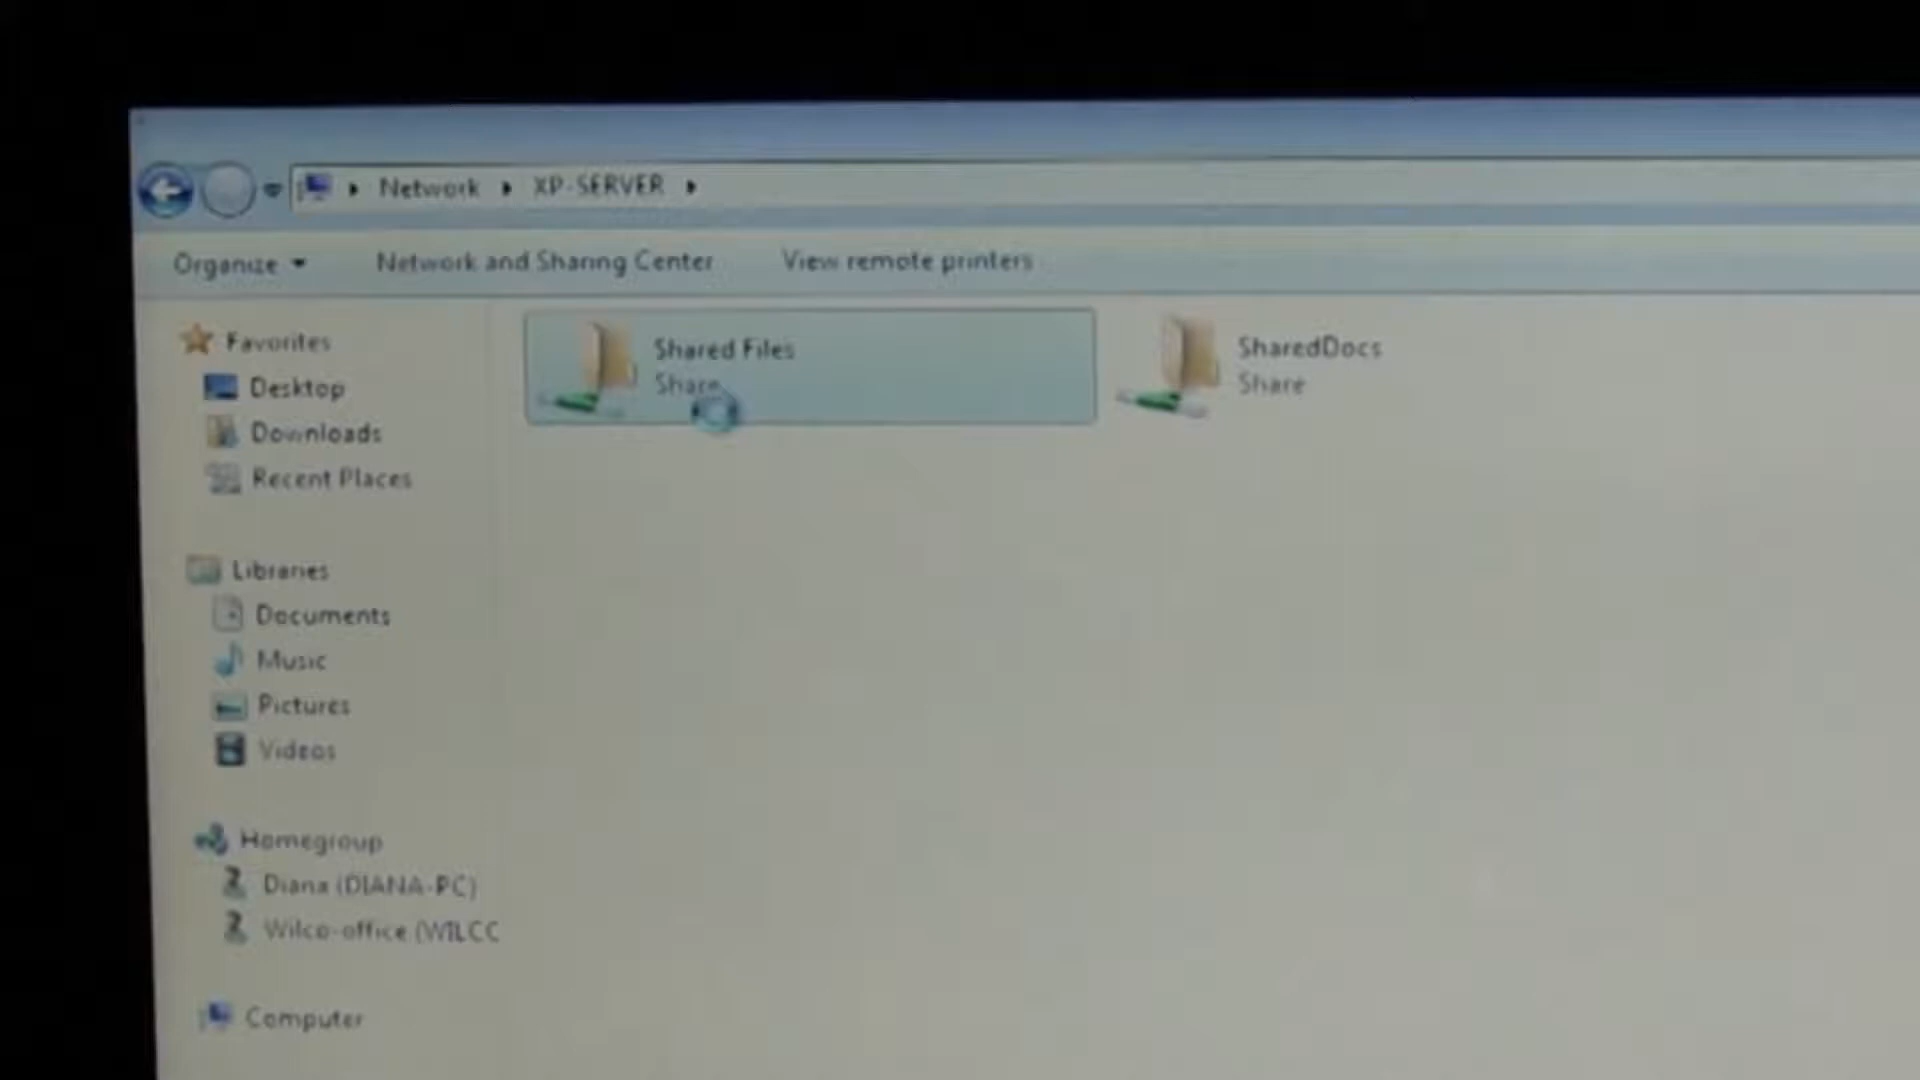 Network XP-SERVER
Organize Network and Sharing Center View remote printers
Favorites
Desktop
Downloads
Recent Places
Libraries
Documents
Music
Pictures
Videos
Homegroup
Diana (DIANA-PC)
Wilco-office (WILCC
Computer
Shared Files
Share
SharedDocs
Share